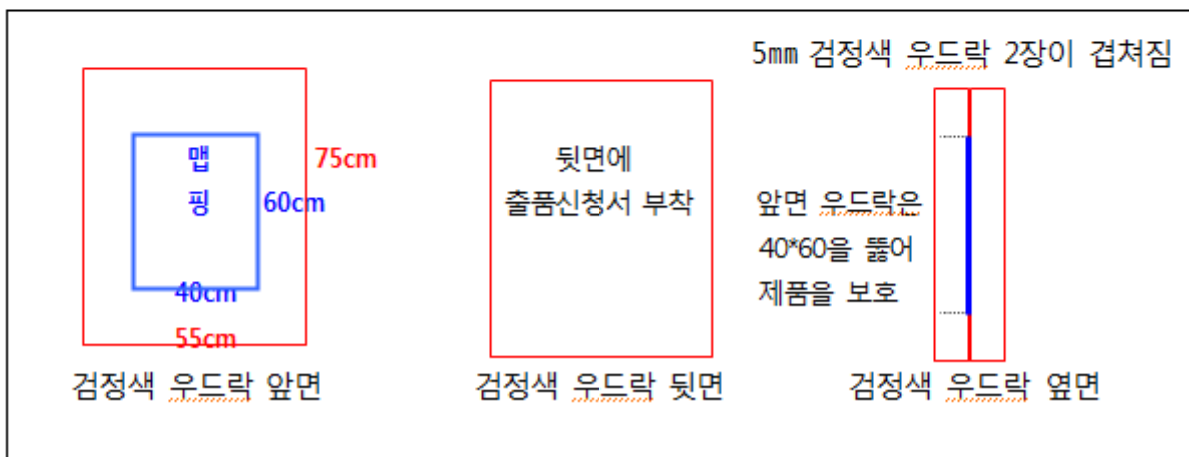 맵
핑
75cm
60cm
40cm
55cm
검정색 우드락 앞면
뒷면에
출품신청서 부착
검정색 우드락 뒷면
5mm 검정색 우드락 2장이 겹쳐짐
앞면 우드락은
40*60을 뚫어
제품을 보호
검정색 우드락 옆면